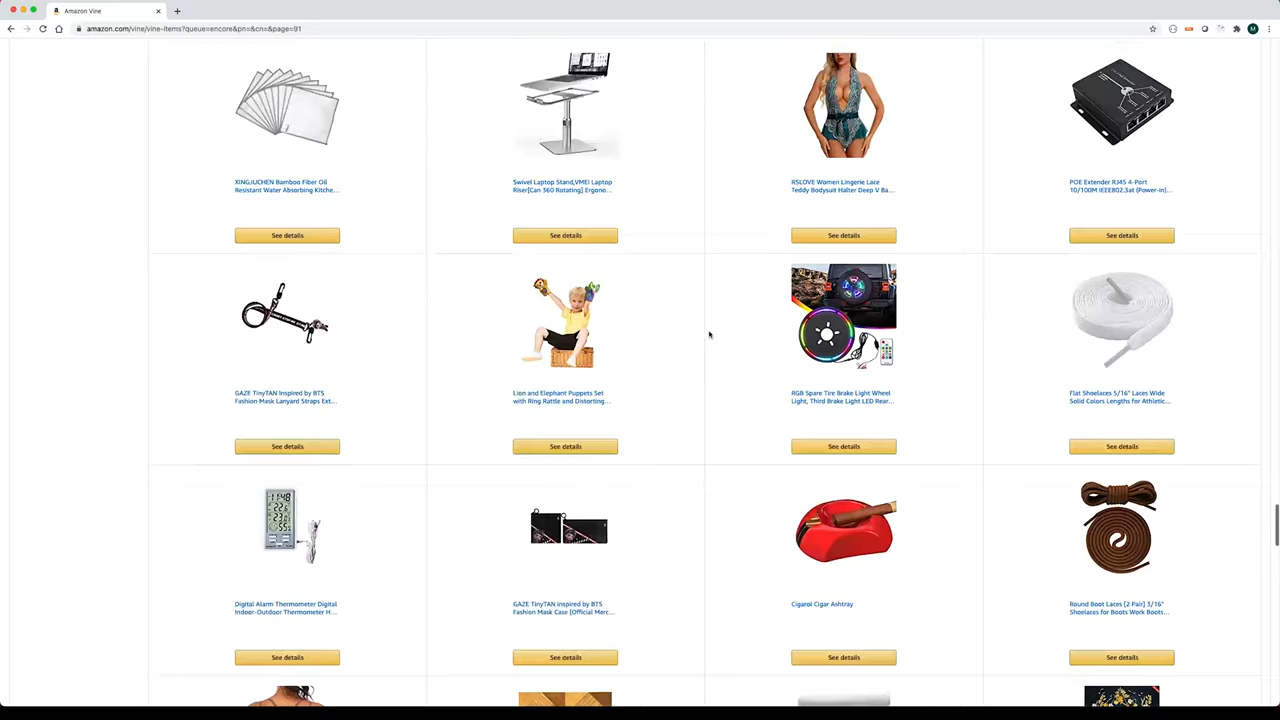 Amazon Vine
amazon.com/vine/vine-items?queue=encore&pn=&cn=&page=91
M
XINGJIUCHEN Bamboo Fiber Oil
Resistant Water Absorbing Kitche...
See details
Swivel Laptop Stand,VMEI Laptop
Riser[Can 360 Rotating] Ergono...
See details
RSLOVE Women Lingerie Lace
Teddy Bodysuit Halter Deep V Ba...
See details
POE Extender RJ45 4-Port
10/100M IEEE802.3at (Power-in)...
See details
GAZE TinyTAN Inspired by BTS
Fashion Mask Lanyard Straps Ext...
See details
Lion and Elephant Puppets Set
with Ring Rattle and Distorting...
See details
RGB Spare Tire Brake Light Wheel
Light, Third Brake Light LED Rear...
See details
Flat Shoelaces 5/16" Laces Wide
Solid Colors Lengths for Athletic...
See details
Digital Alarm Thermometer Digital
Indoor-Outdoor Thermometer H...
See details
GAZE TinyTAN inspired by BTS
Fashion Mask Case [Official Merc...
See details
Cigarol Cigar Ashtray
See details
Round Boot Laces [2 Pair] 3/16"
Shoelaces for Boots Work Boots...
See details